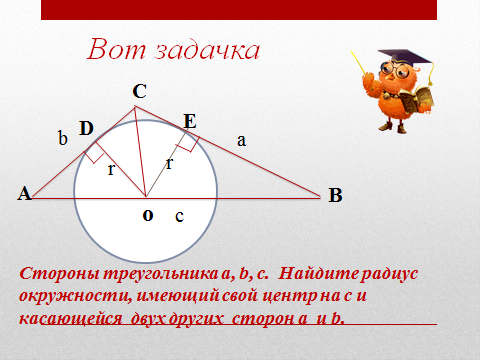 Вот задачка
C
D
E
b
a
r
r
A
B
o
c
Стороны треугольника a, b, c. Найдите радиус
окружности, имеющий свой центр на c и
касающейся двух других сторон a и b.